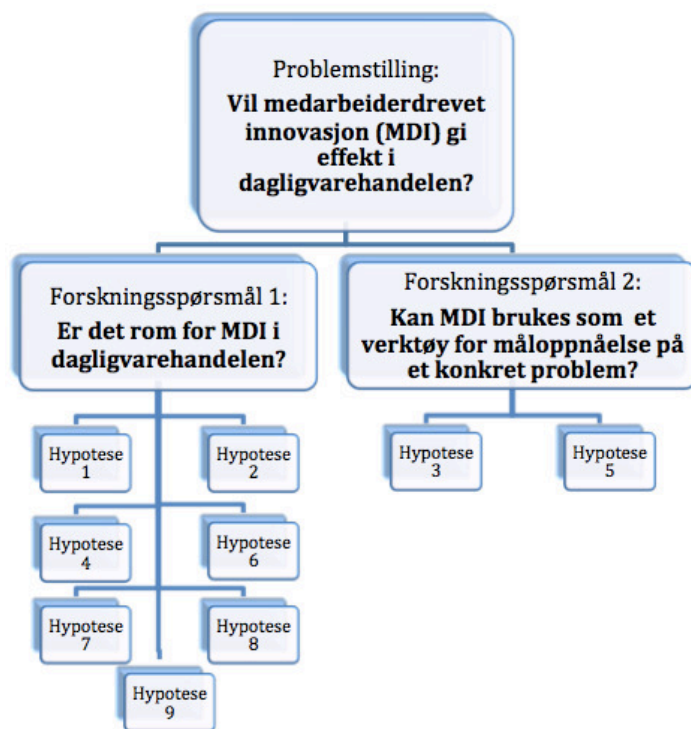 Problemstilling:
Vil medarbeiderdrevet
innovasjon (MDI) gi
effekt i
dagligvarehandelen?
Forskningsspørsmål 1:
Er det rom for MDI i
dagligvarehandelen?
Forskningsspørsmål 2:
Kan MDI brukes som et
verktøy for måloppnåelse på
et konkret problem?
Hypotese
1
Hypotese
2
Hypotese
3
Hypotese
5
Hypotese
4
Hypotese
6
Hypotese
7
Hypotese
8
Hypotese
9